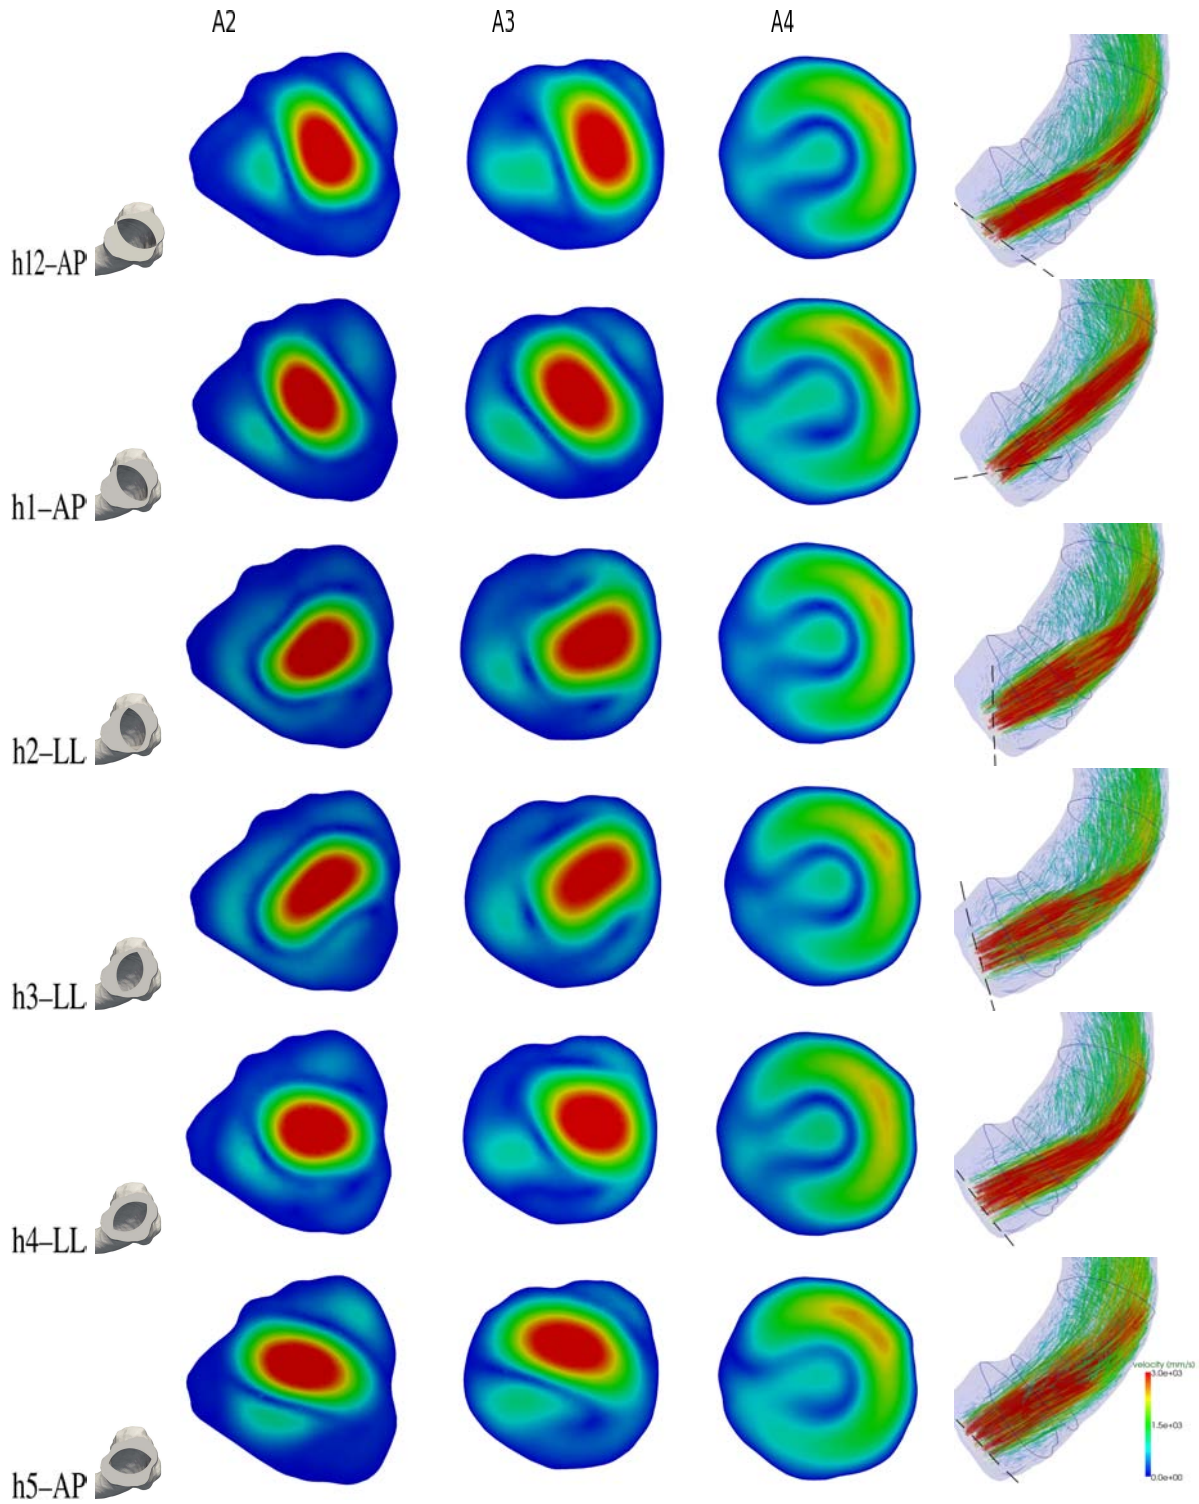 A2 A3 A4
h12–AP
h1–AP
h2–LL
h3–LL
h4–LL
velocity (mm/s)
3.0e+03
1.5e+03
0.0e+00
h5–AP